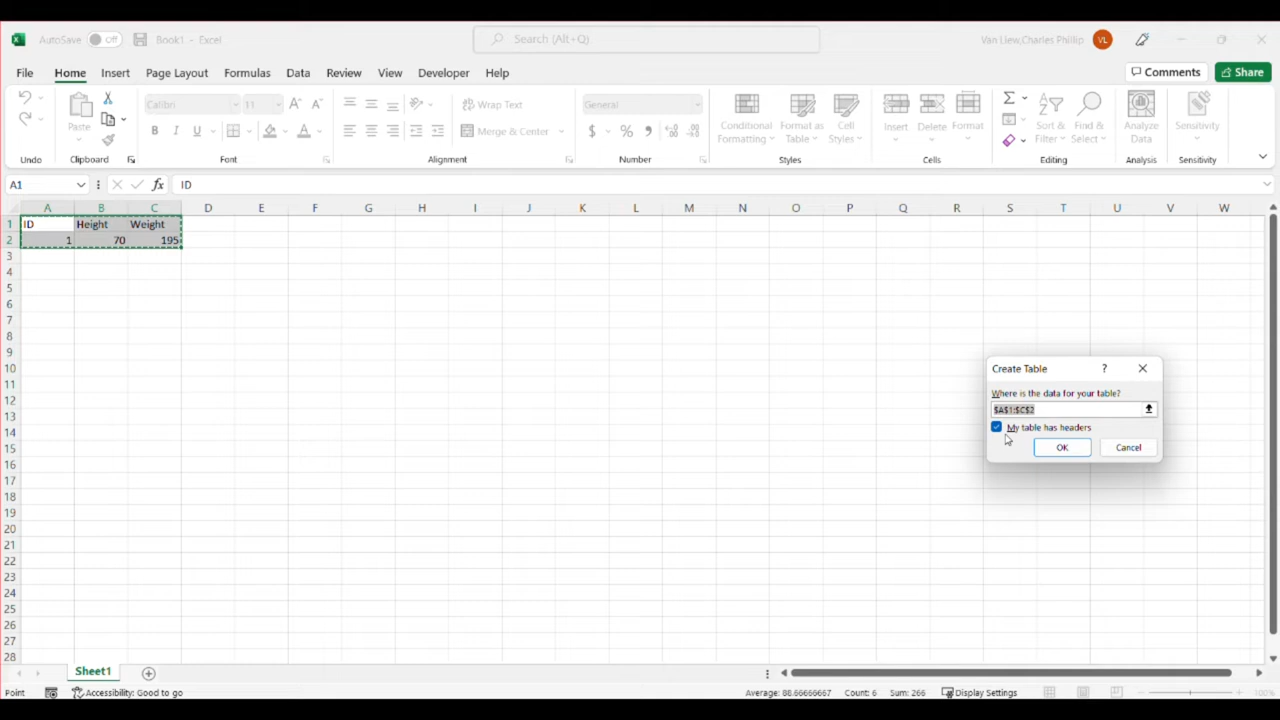 AutoSave Off Book1 - Excel Search (Alt+Q) Van Liew,Charles Phillip VL
File Home Insert Page Layout Formulas Data Review View Developer Help Comments Share
Calibri 11 Wrap Text General
Paste Conditional Formatting Format as Table Cell Styles Insert Delete Format Sort & Filter Find & Select Analyze Data Sensitivity
B I U Merge & Center $ %
Undo Clipboard Font Alignment Number Styles Cells Editing Analysis Sensitivity
A1 fx ID
A B C D E F G H I J K L M N O P Q R S T U V W
1 ID Height Weight
2 1 70 195
3
4
5
6
7
8
9
10
11
12
13
14
15
16
17
18
19
20
21
22
23
24
25
26
27
28
Create Table ?
Where is the data for your table?
$A$1:$C$2
My table has headers
OK Cancel
Sheet1
Point Accessibility: Good to go Average: 88.66666667 Count: 6 Sum: 266 Display Settings 100%